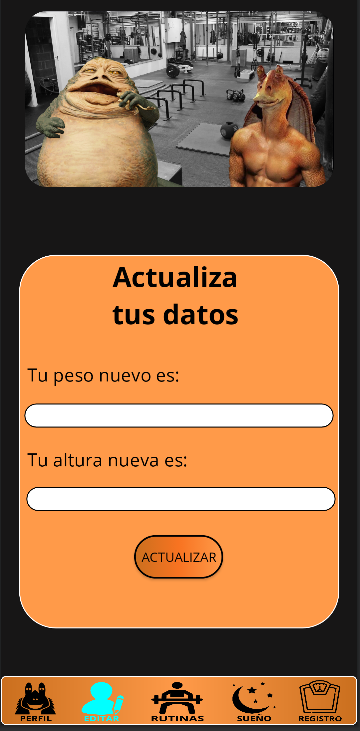 Actualiza
tus datos
Tu peso nuevo es:
Tu altura nueva es:
ACTUALIZAR
PERFIL
EDITAR
RUTINAS
SUEÑO
REGISTRO